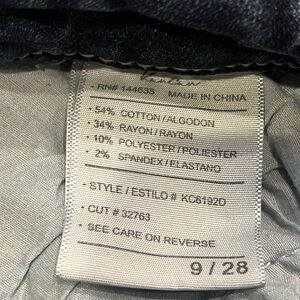 • RN# 144635 MADE IN CHINA
• 54% COTTON/ALGODON
• 34% RAYON/RAYON
• 10% POLYESTER/POLIESTER
• 2% SPANDEX/ELASTANO
• STYLE / ESTILO # KC6192D
• CUT # 32763
• SEE CARE ON REVERSE
9 / 28